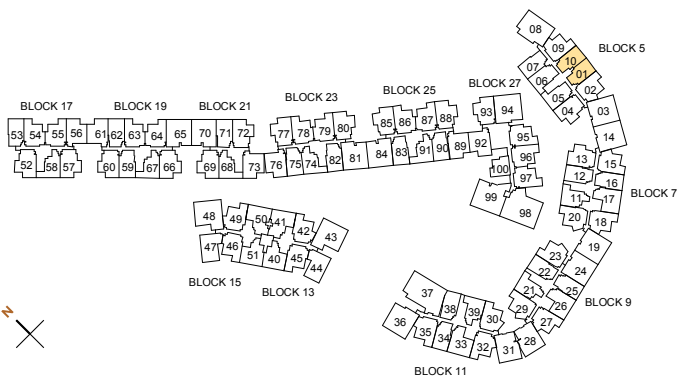 08
09
BLOCK 5
10
07
01
06
02
05
04
03
BLOCK 25 BLOCK 27
BLOCK 23
BLOCK 17 BLOCK 19 BLOCK 21
93 94
85 86 87 88
77 78 79 80
53 54 55 56 61 62 63 64 65 70 71 72
95 14
52 58 57 60 59 67 66 69 68 73 76 75 74 82 81 84 83 91 90 89 92
96 13 15
100 97 12 16
BLOCK 7
99 98 11 17
20 18
48 49 50 41 42 43
47 46 51 40 45 44
19
23 24
22
BLOCK 15 BLOCK 13
21 25
37 BLOCK 9
38 39 30 29 26
36 35 34 33 32 27
31 28
N
BLOCK 11